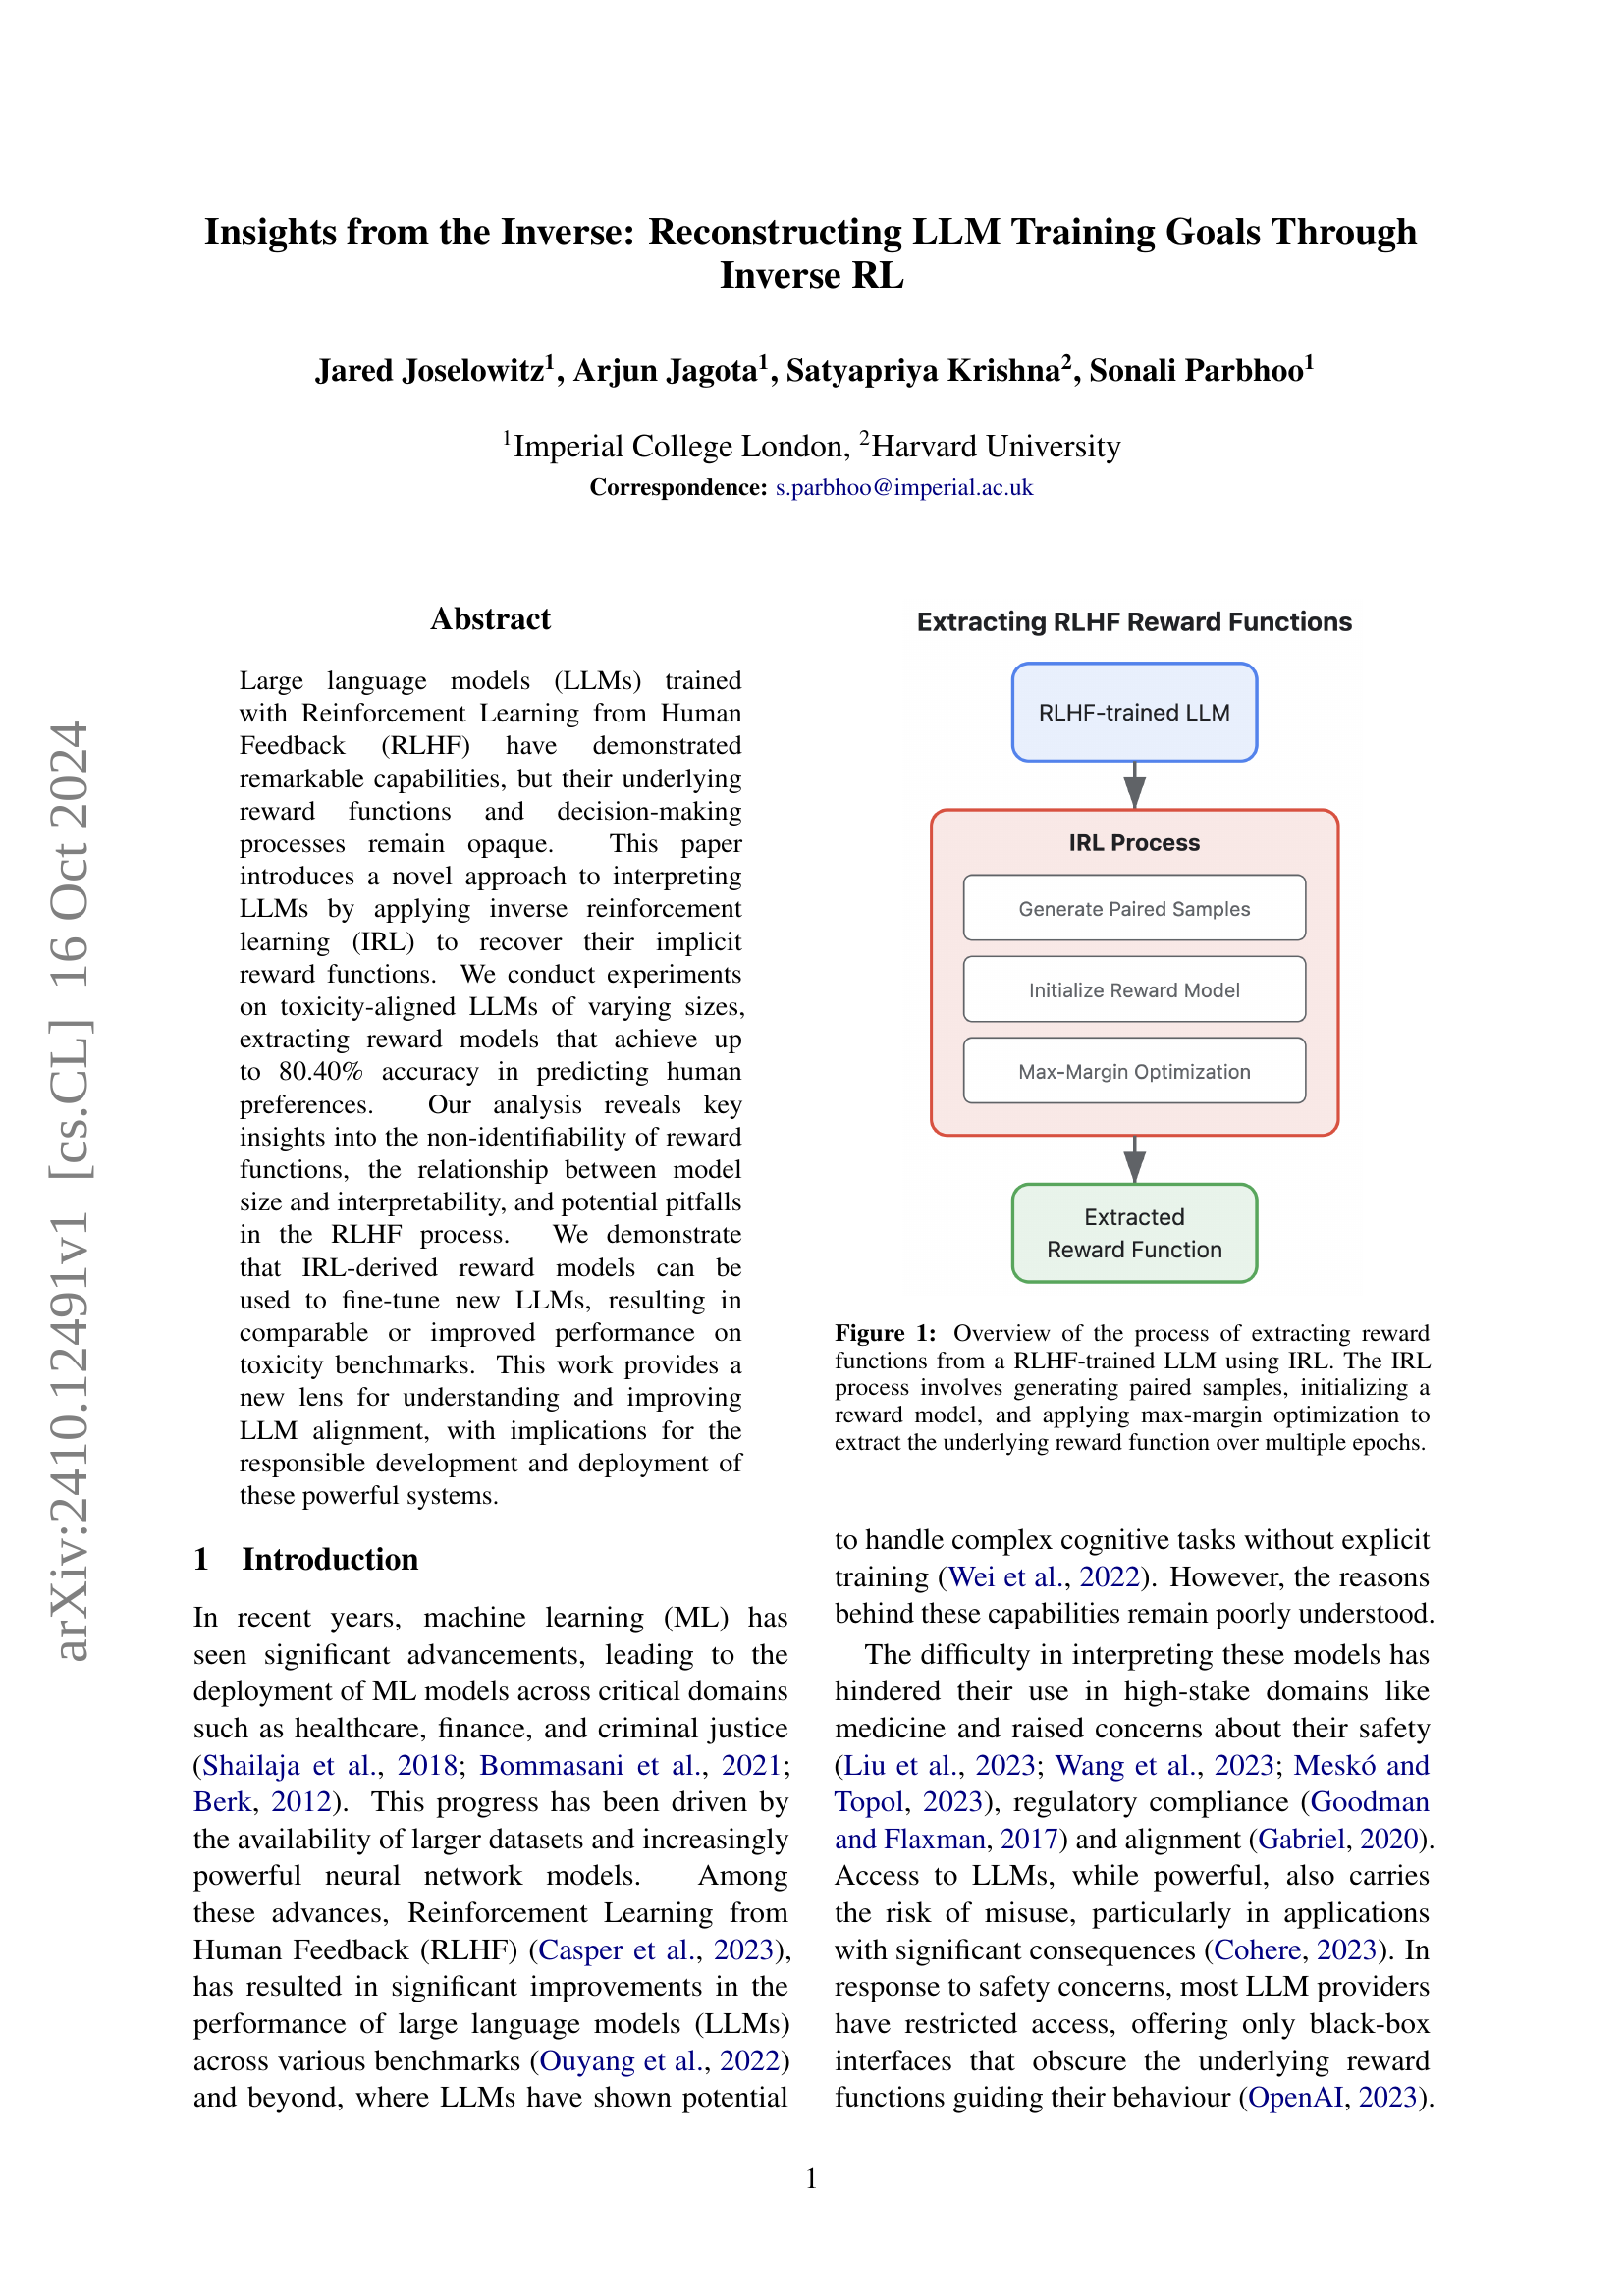 arXiv:2410.12491v1 [cs.CL] 16 Oct 2024
Insights from the Inverse: Reconstructing LLM Training Goals Through
Inverse RL
Jared Joselowitz1, Arjun Jagota1, Satyapriya Krishna2, Sonali Parbhoo1
1Imperial College London, 2Harvard University
Correspondence: s.parbhoo@imperial.ac.uk
Abstract
Large language models (LLMs) trained
with Reinforcement Learning from Human
Feedback (RLHF) have demonstrated
remarkable capabilities, but their underlying
reward functions and decision-making
processes remain opaque. This paper
introduces a novel approach to interpreting
LLMs by applying inverse reinforcement
learning (IRL) to recover their implicit
reward functions. We conduct experiments
on toxicity-aligned LLMs of varying sizes,
extracting reward models that achieve up
to 80.40% accuracy in predicting human
preferences. Our analysis reveals key
insights into the non-identifiability of reward
functions, the relationship between model
size and interpretability, and potential pitfalls
in the RLHF process. We demonstrate
that IRL-derived reward models can be
used to fine-tune new LLMs, resulting in
comparable or improved performance on
toxicity benchmarks. This work provides a
new lens for understanding and improving
LLM alignment, with implications for the
responsible development and deployment of
these powerful systems.
1 Introduction
In recent years, machine learning (ML) has
seen significant advancements, leading to the
deployment of ML models across critical domains
such as healthcare, finance, and criminal justice
(Shailaja et al., 2018; Bommasani et al., 2021;
Berk, 2012). This progress has been driven by
the availability of larger datasets and increasingly
powerful neural network models. Among
these advances, Reinforcement Learning from
Human Feedback (RLHF) (Casper et al., 2023),
has resulted in significant improvements in the
performance of large language models (LLMs)
across various benchmarks (Ouyang et al., 2022)
and beyond, where LLMs have shown potential
Extracting RLHF Reward Functions
RLHF-trained LLM
IRL Process
Generate Paired Samples
Initialize Reward Model
Max-Margin Optimization
Extracted
Reward Function
Figure 1: Overview of the process of extracting reward
functions from a RLHF-trained LLM using IRL. The IRL
process involves generating paired samples, initializing a
reward model, and applying max-margin optimization to
extract the underlying reward function over multiple epochs.
to handle complex cognitive tasks without explicit
training (Wei et al., 2022). However, the reasons
behind these capabilities remain poorly understood.
The difficulty in interpreting these models has
hindered their use in high-stake domains like
medicine and raised concerns about their safety
(Liu et al., 2023; Wang et al., 2023; Meskó and
Topol, 2023), regulatory compliance (Goodman
and Flaxman, 2017) and alignment (Gabriel, 2020).
Access to LLMs, while powerful, also carries
the risk of misuse, particularly in applications
with significant consequences (Cohere, 2023). In
response to safety concerns, most LLM providers
have restricted access, offering only black-box
interfaces that obscure the underlying reward
functions guiding their behaviour (OpenAI, 2023).
1